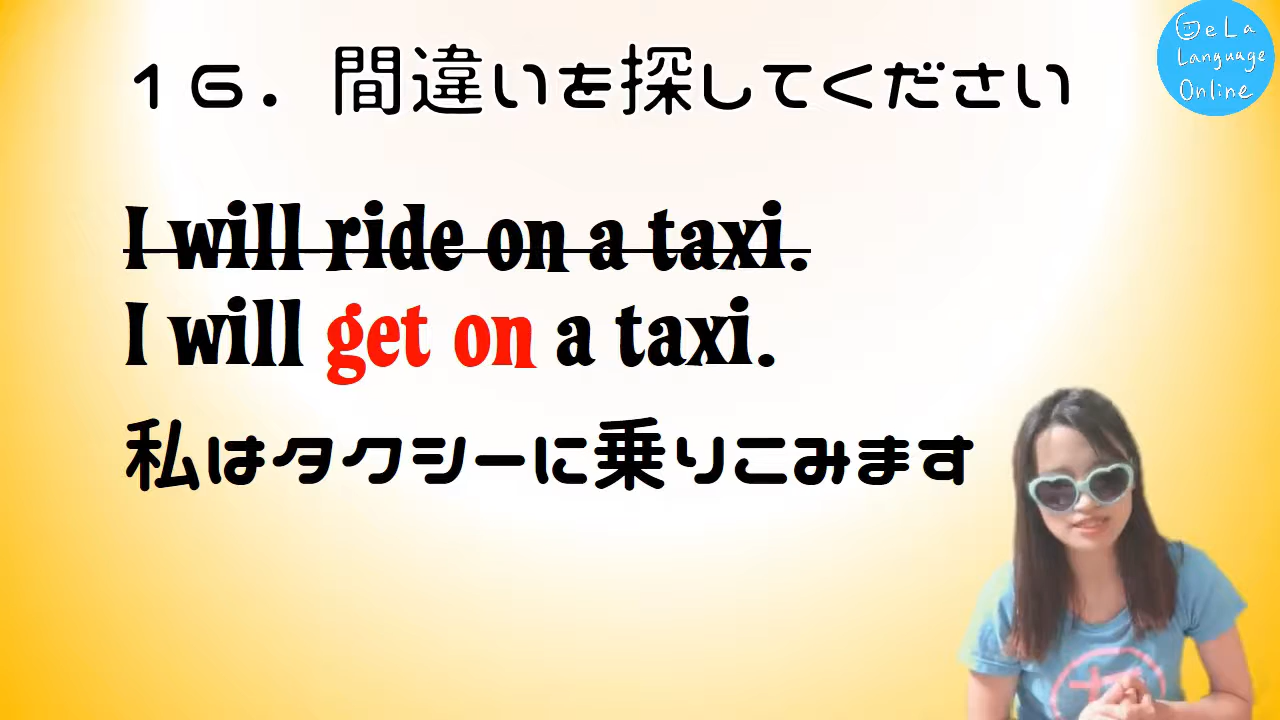 16. 間違いを探してください
GeLa
Language
Online
I will ride on a taxi.
I will get on a taxi.
私はタクシーに乗りこみます